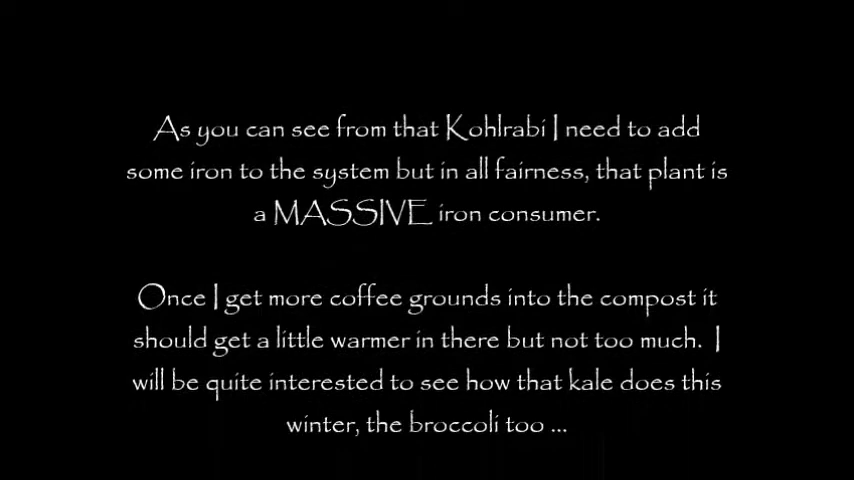 As you can see from that Kohlrabi I need to add
some iron to the system but in all fairness, that plant is
a MASSIVE iron consumer.
Once I get more coffee grounds into the compost it
should get a little warmer in there but not too much. I
will be quite interested to see how that kale does this
winter, the broccoli too ...